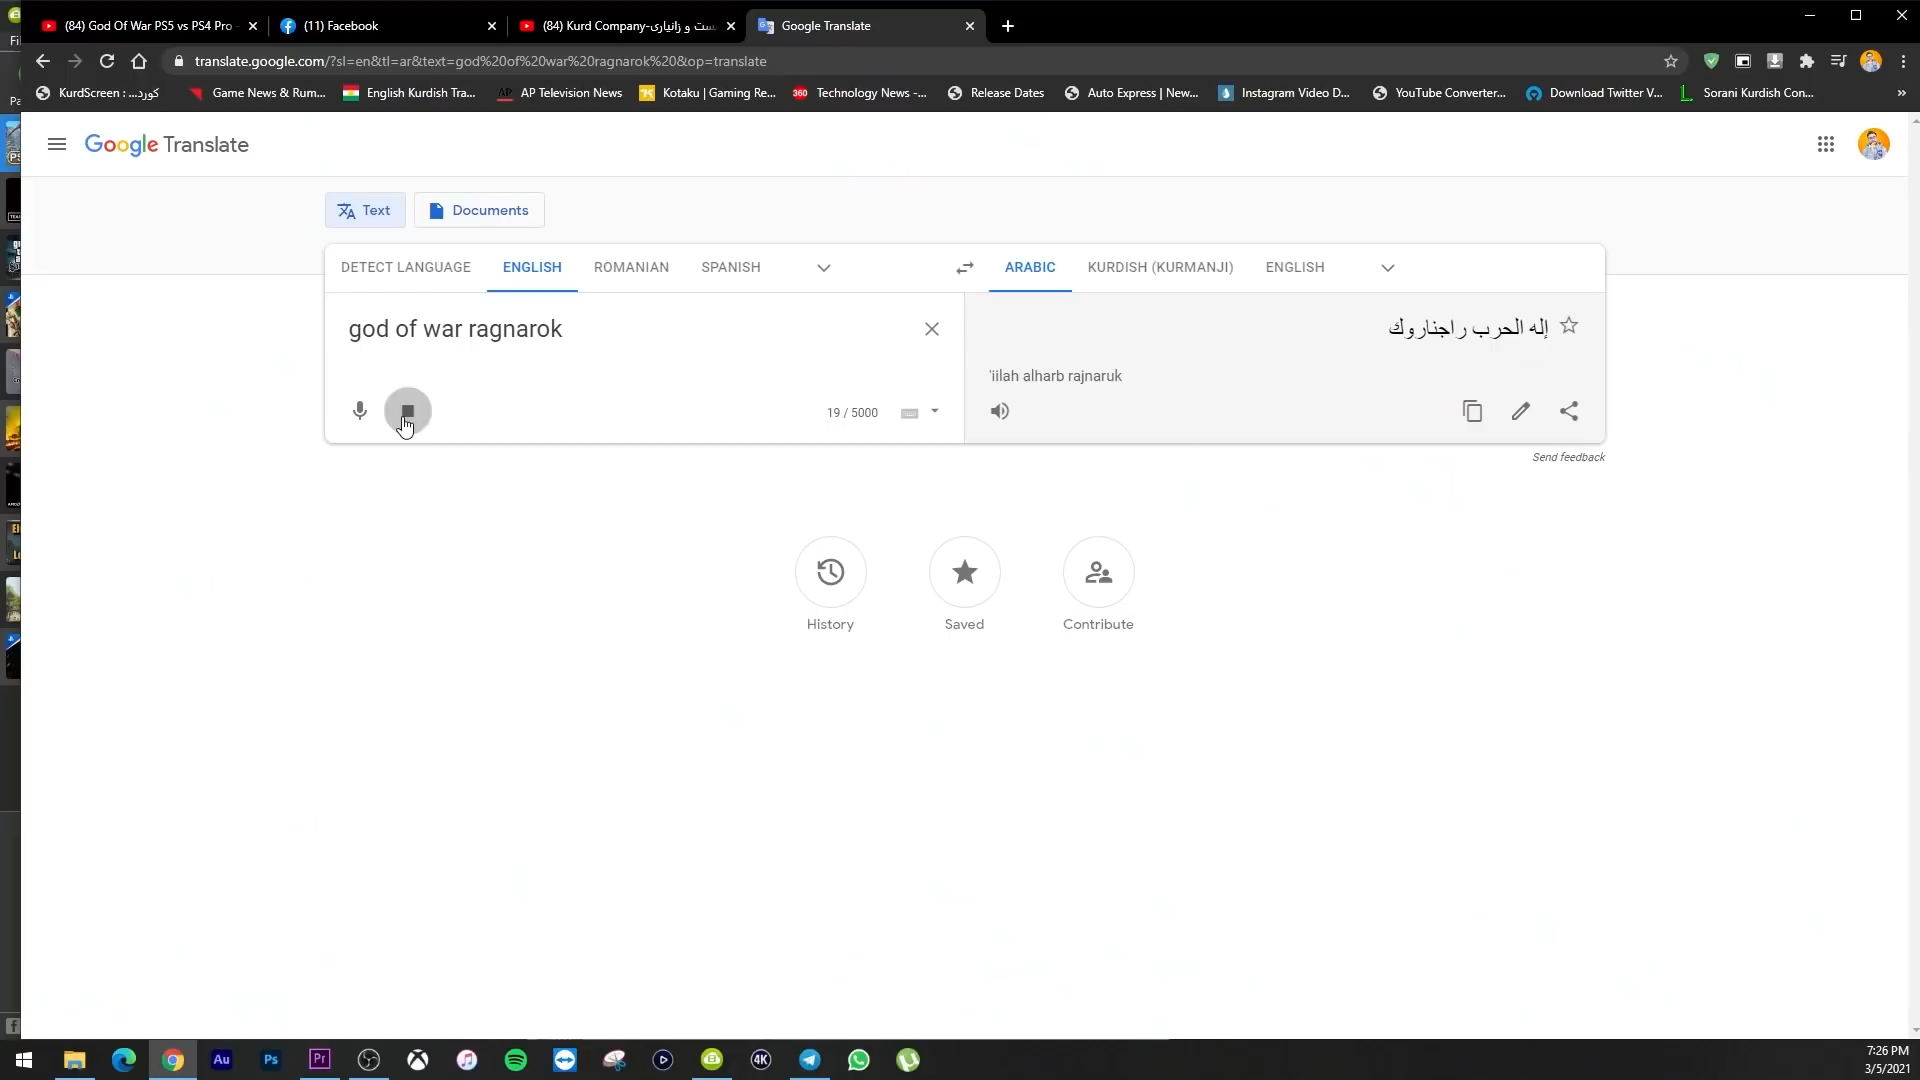 (84) God Of War PS5 vs PS4 Pro
(11) Facebook
(84) Kurd Company-ست و زانیاری
Google Translate
translate.google.com/?sl=en&tl=ar&text=god%20of%20war%20ragnarok%20&op=translate
KurdScreen : ...کورد
Game News & Rum...
English Kurdish Tra...
AP Television News
Kotaku | Gaming Re...
Technology News -...
Release Dates
Auto Express | New...
Instagram Video D...
YouTube Converter...
Download Twitter V...
Sorani Kurdish Con...
Google Translate
Text
Documents
DETECT LANGUAGE
ENGLISH
ROMANIAN
SPANISH
ARABIC
KURDISH (KURMANJI)
ENGLISH
god of war ragnarok
إله الحرب راجناروك
'iilah alharb rajnaruk
19 / 5000
Send feedback
History
Saved
Contribute
Au
Ps
Pr
4K
7:26 PM
3/5/2021